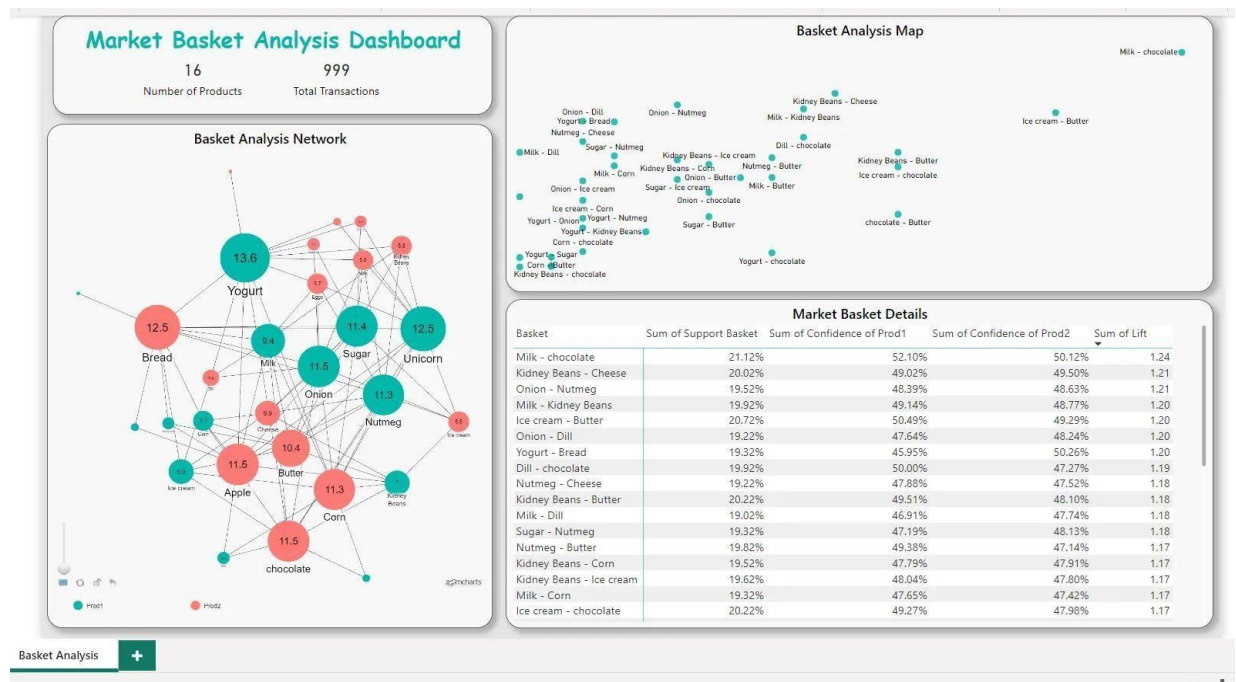 Market Basket Analysis Dashboard
16
999
Number of Products
Total Transactions
Basket Analysis Network
13.6
Yogurt
5.8
Kidney
Beans
5.7
Eggs
12.5
Bread
9.4
Milk
11.4
Sugar
12.5
Unicorn
11.5
Onion
11.3
Nutmeg
9.9
Cheese
Corn
5.8
Ice cream
10.4
Butter
11.5
Apple
Ice cream
11.3
Corn
7
Kidney
Beans
11.5
chocolate
Prod1
Prod2
Basket Analysis Map
Milk - chocolate
Kidney Beans - Cheese
Onion - Dill
Onion - Nutmeg
Milk - Kidney Beans
Yogurt - Bread
Ice cream - Butter
Nutmeg - Cheese
Dill - chocolate
Sugar - Nutmeg
Milk - Dill
Kidney Beans - Ice cream
Kidney Beans - Butter
Kidney Beans - Corn
Nutmeg - Butter
Milk - Corn
Ice cream - chocolate
Onion - Butter
Onion - Ice cream
Sugar - Ice cream
Milk - Butter
Onion - chocolate
Ice cream - Corn
Yogurt - Onion
Yogurt - Nutmeg
Sugar - Butter
chocolate - Butter
Yogurt - Kidney Beans
Corn - chocolate
Yogurt - Sugar
Yogurt - chocolate
Corn - Butter
Kidney Beans - chocolate
Market Basket Details
Basket Sum of Support Basket Sum of Confidence of Prod1 Sum of Confidence of Prod2 Sum of Lift
Milk - chocolate 21.12% 52.10% 50.12% 1.24
Kidney Beans - Cheese 20.02% 49.02% 49.50% 1.21
Onion - Nutmeg 19.52% 48.39% 48.63% 1.21
Milk - Kidney Beans 19.92% 49.14% 48.77% 1.20
Ice cream - Butter 20.72% 50.49% 49.29% 1.20
Onion - Dill 19.22% 47.64% 48.24% 1.20
Yogurt - Bread 19.32% 45.95% 50.26% 1.20
Dill - chocolate 19.92% 50.00% 47.27% 1.19
Nutmeg - Cheese 19.22% 47.88% 47.52% 1.18
Kidney Beans - Butter 20.22% 49.51% 48.10% 1.18
Milk - Dill 19.02% 46.91% 47.74% 1.18
Sugar - Nutmeg 19.32% 47.19% 48.13% 1.18
Nutmeg - Butter 19.82% 49.38% 47.14% 1.17
Kidney Beans - Corn 19.52% 47.79% 47.91% 1.17
Kidney Beans - Ice cream 19.62% 48.04% 47.80% 1.17
Milk - Corn 19.32% 47.65% 47.42% 1.17
Ice cream - chocolate 20.22% 49.27% 47.98% 1.17
Basket Analysis
+